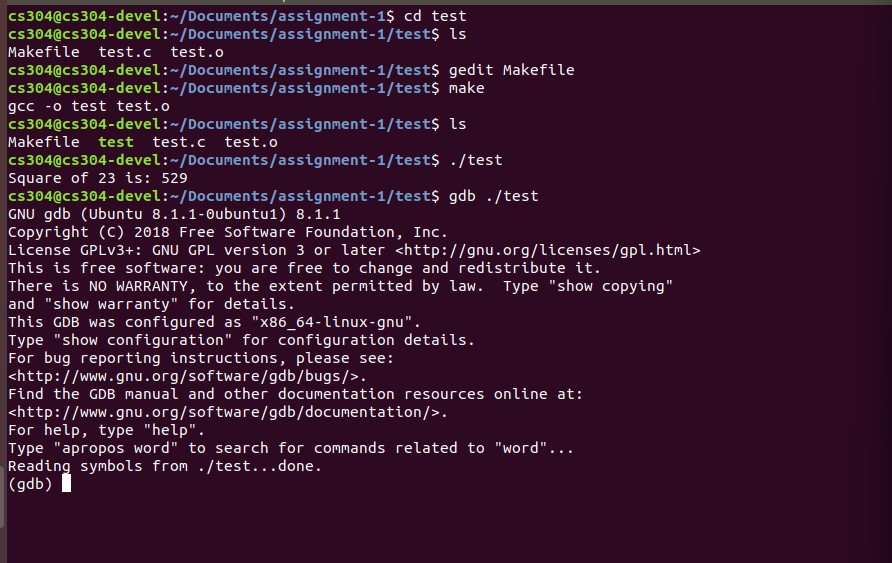 cs304@cs304-devel:~/Documents/assignment-1$ cd test
cs304@cs304-devel:~/Documents/assignment-1/test$ ls
Makefile  test.c  test.o
cs304@cs304-devel:~/Documents/assignment-1/test$ gedit Makefile
cs304@cs304-devel:~/Documents/assignment-1/test$ make
gcc -o test test.o
cs304@cs304-devel:~/Documents/assignment-1/test$ ls
Makefile  test  test.c  test.o
cs304@cs304-devel:~/Documents/assignment-1/test$ ./test
Square of 23 is: 529
cs304@cs304-devel:~/Documents/assignment-1/test$ gdb ./test
GNU gdb (Ubuntu 8.1.1-0ubuntu1) 8.1.1
Copyright (C) 2018 Free Software Foundation, Inc.
License GPLv3+: GNU GPL version 3 or later <http://gnu.org/licenses/gpl.html>
This is free software: you are free to change and redistribute it.
There is NO WARRANTY, to the extent permitted by law.  Type "show copying"
and "show warranty" for details.
This GDB was configured as "x86_64-linux-gnu".
Type "show configuration" for configuration details.
For bug reporting instructions, please see:
<http://www.gnu.org/software/gdb/bugs/>.
Find the GDB manual and other documentation resources online at:
<http://www.gnu.org/software/gdb/documentation/>.
For help, type "help".
Type "apropos word" to search for commands related to "word"...
Reading symbols from ./test...done.
(gdb)